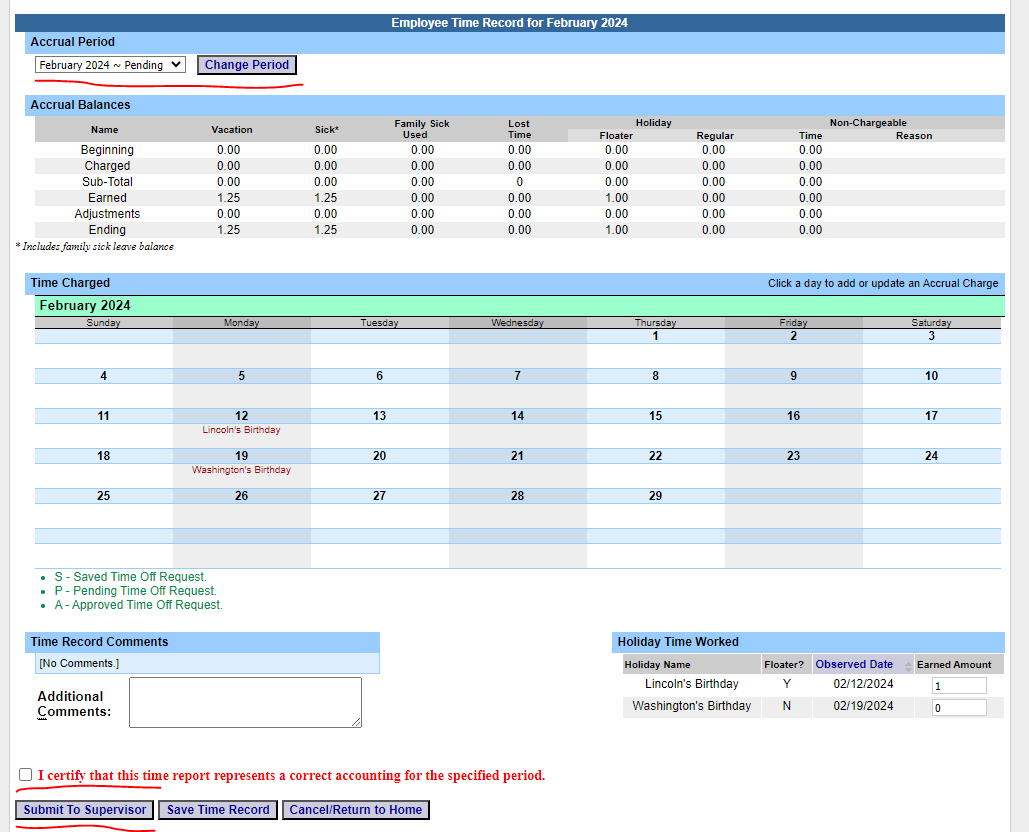 Employee Time Record for February 2024
Accrual Period
February 2024 ~ Pending Change Period
Accrual Balances
Name Vacation Sick* Family Sick Used Lost Time Holiday Non-Chargeable
Floater Regular Time Reason
Beginning 0.00 0.00 0.00 0.00 0.00 0.00 0.00
Charged 0.00 0.00 0.00 0.00 0.00 0.00 0.00
Sub-Total 0.00 0.00 0.00 0 0.00 0.00 0.00
Earned 1.25 1.25 0.00 0.00 1.00 0.00 0.00
Adjustments 0.00 0.00 0.00 0.00 0.00 0.00 0.00
Ending 1.25 1.25 0.00 0.00 1.00 0.00 0.00
* Includes family sick leave balance
Time Charged Click a day to add or update an Accrual Charge
February 2024
Sunday Monday Tuesday Wednesday Thursday Friday Saturday
1 2 3
4 5 6 7 8 9 10
11 12 13 14 15 16 17
Lincoln's Birthday
18 19 20 21 22 23 24
Washington's Birthday
25 26 27 28 29
S - Saved Time Off Request.
P - Pending Time Off Request.
A - Approved Time Off Request.
Time Record Comments
[No Comments.]
Additional
Comments:
Holiday Time Worked
Holiday Name Floater? Observed Date Earned Amount
Lincoln's Birthday Y 02/12/2024 1
Washington's Birthday N 02/19/2024 0
I certify that this time report represents a correct accounting for the specified period.
Submit To Supervisor Save Time Record Cancel/Return to Home